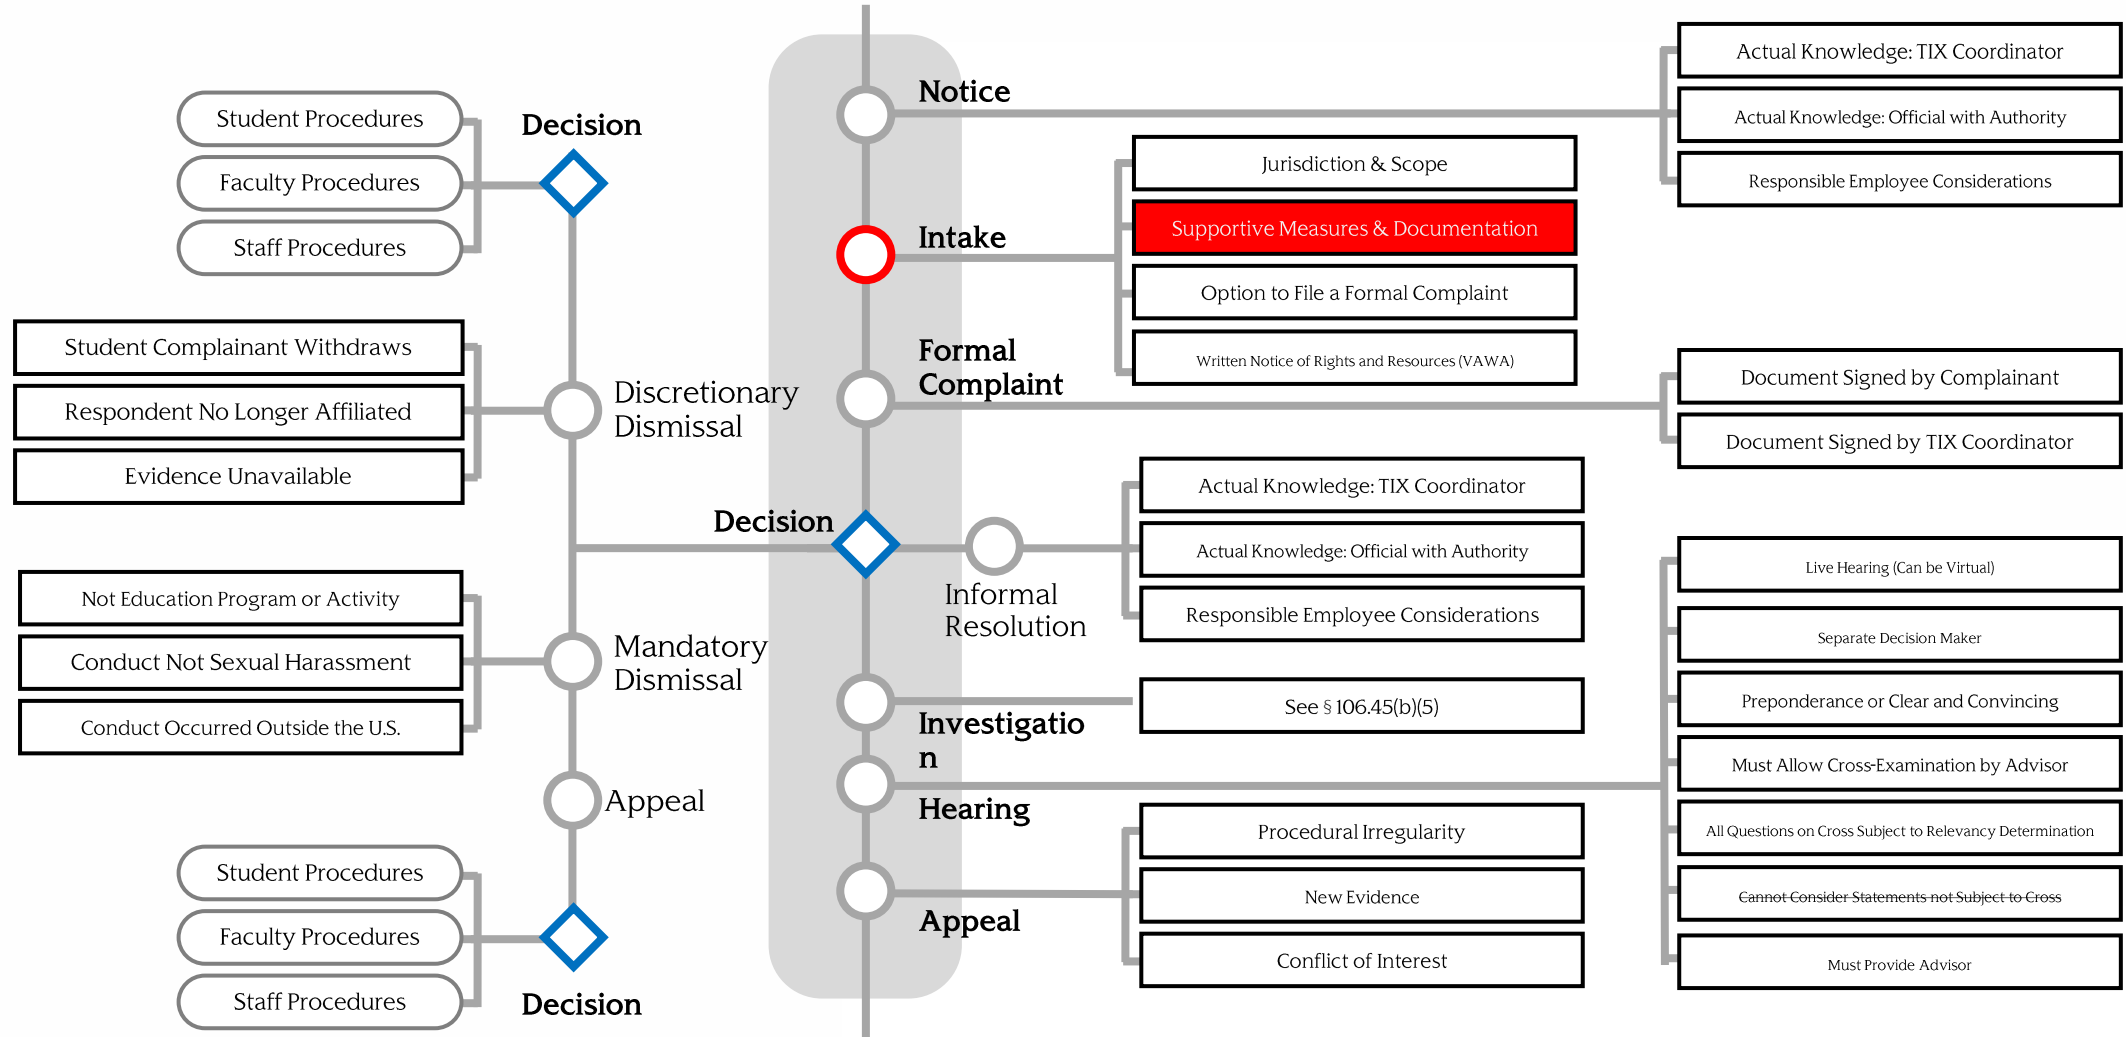 Student Procedures
Faculty Procedures
Staff Procedures
Decision
Student Complainant Withdraws
Respondent No Longer Affiliated
Evidence Unavailable
Discretionary
Dismissal
Not Education Program or Activity
Conduct Not Sexual Harassment
Conduct Occurred Outside the U.S.
Mandatory
Dismissal
Appeal
Student Procedures
Faculty Procedures
Staff Procedures
Decision
Notice
Actual Knowledge: TIX Coordinator
Actual Knowledge: Official with Authority
Responsible Employee Considerations
Intake
Jurisdiction & Scope
Supportive Measures & Documentation
Option to File a Formal Complaint
Written Notice of Rights and Resources (VAWA)
Formal
Complaint
Document Signed by Complainant
Document Signed by TIX Coordinator
Decision
Informal
Resolution
Actual Knowledge: TIX Coordinator
Actual Knowledge: Official with Authority
Responsible Employee Considerations
Investigatio
n
See § 106.45(b)(5)
Hearing
Live Hearing (Can be Virtual)
Separate Decision Maker
Preponderance or Clear and Convincing
Must Allow Cross-Examination by Advisor
All Questions on Cross Subject to Relevancy Determination
Cannot Consider Statements not Subject to Cross
Must Provide Advisor
Appeal
Procedural Irregularity
New Evidence
Conflict of Interest